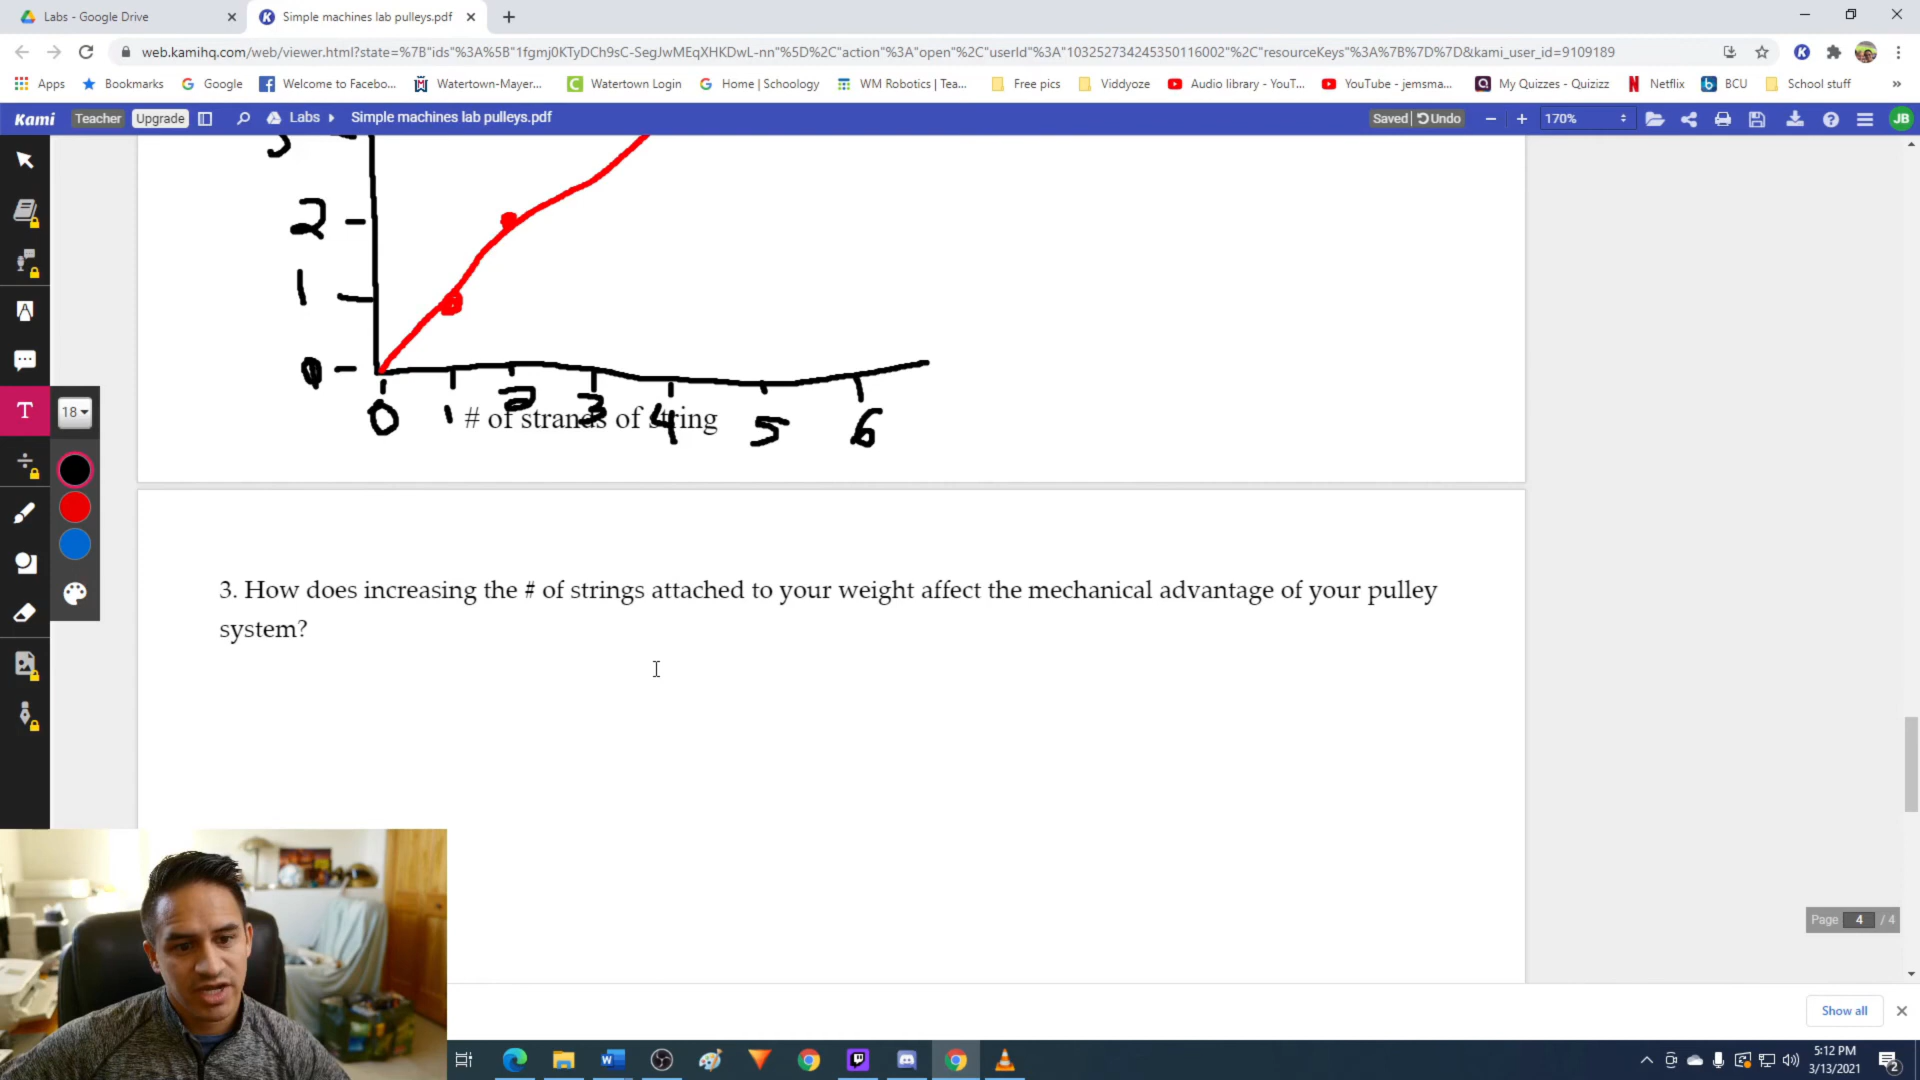 Labs - Google Drive
Simple machines lab pulleys.pdf
web.kamihq.com/web/viewer.html?state=%7B"ids"%3A%5B"1fgmj0KTyDCh9sC-SegJwMEqXHKDwL-nn"%5D%2C"action"%3A"open"%2C"userId"%3A"103252734245350116002"%2C"resourceKeys"%3A%7B%7D%7D&kami_user_id=9109189
Apps Bookmarks Google Welcome to Facebo... Watertown-Mayer... Watertown Login Home | Schoology WM Robotics | Tea... Free pics Viddyoze Audio library - YouT... YouTube - jemsma... My Quizzes - Quizizz Netflix BCU School stuff »
Kami Teacher Upgrade Labs Simple machines lab pulleys.pdf Saved Undo 170% JB
3
2
1
0
0 1 2 3 4 5 6
# of strands of string
T 18
3. How does increasing the # of strings attached to your weight affect the mechanical advantage of your pulley
system?
Page 4 / 4
Show all
5:12 PM
3/13/2021
2